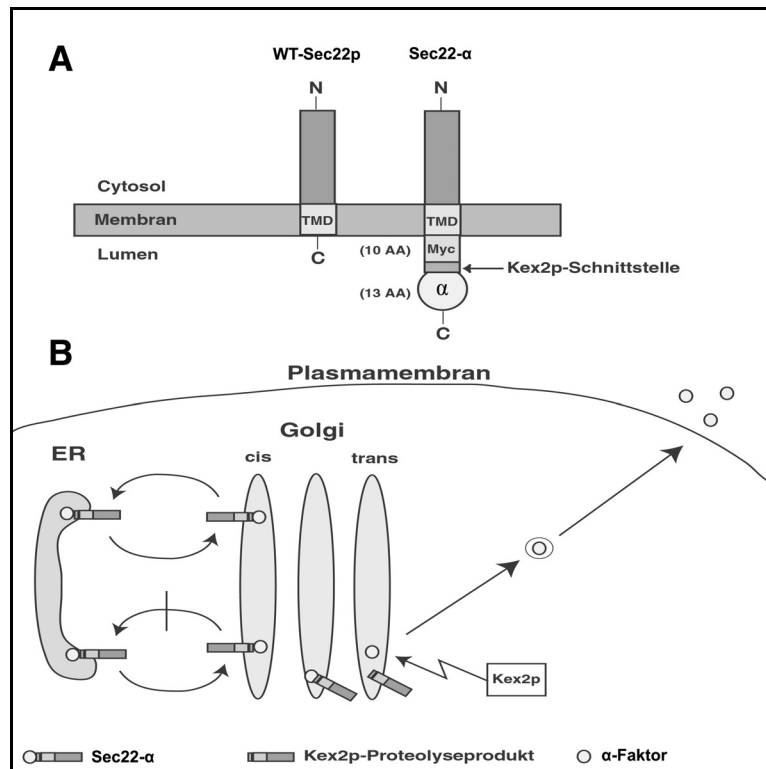 A
WT-Sec22p
Sec22-α
N
N
Cytosol
Membran
TMD
TMD
Lumen
C
(10 AA)
Myc
Kex2p-Schnittstelle
(13 AA)
α
C
B
Plasmamembran
Golgi
ER
cis
trans
Kex2p
Sec22-α
Kex2p-Proteolyseprodukt
α-Faktor